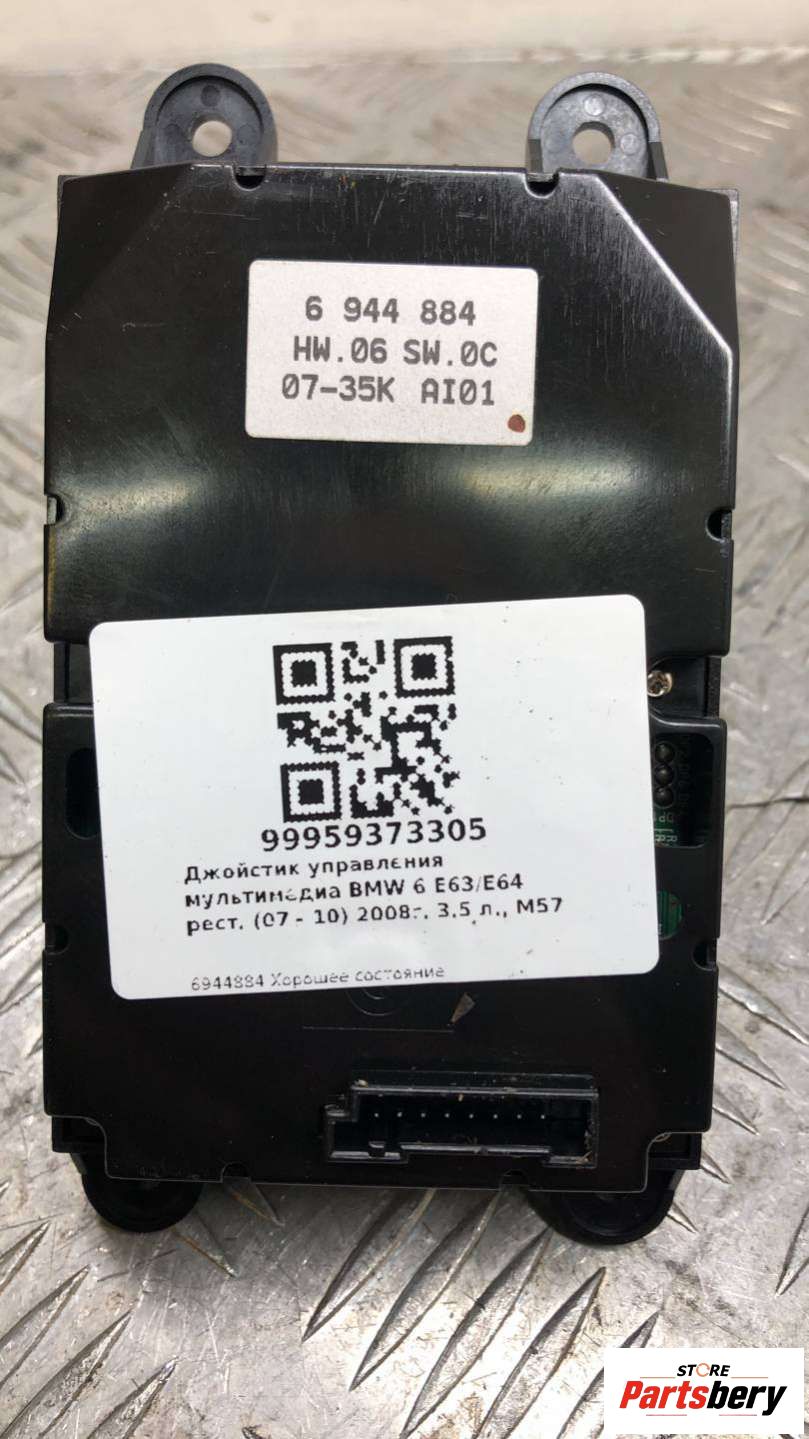 6 944 884
HW.06 SW.0C
07-35K AI01
99959373305
Джойстик управления
мультимедиа BMW 6 E63/E64
рест. (07 - 10) 2008г. 3.5 л., M57
6944884 Хорошее состояние
STORE
Partsbery